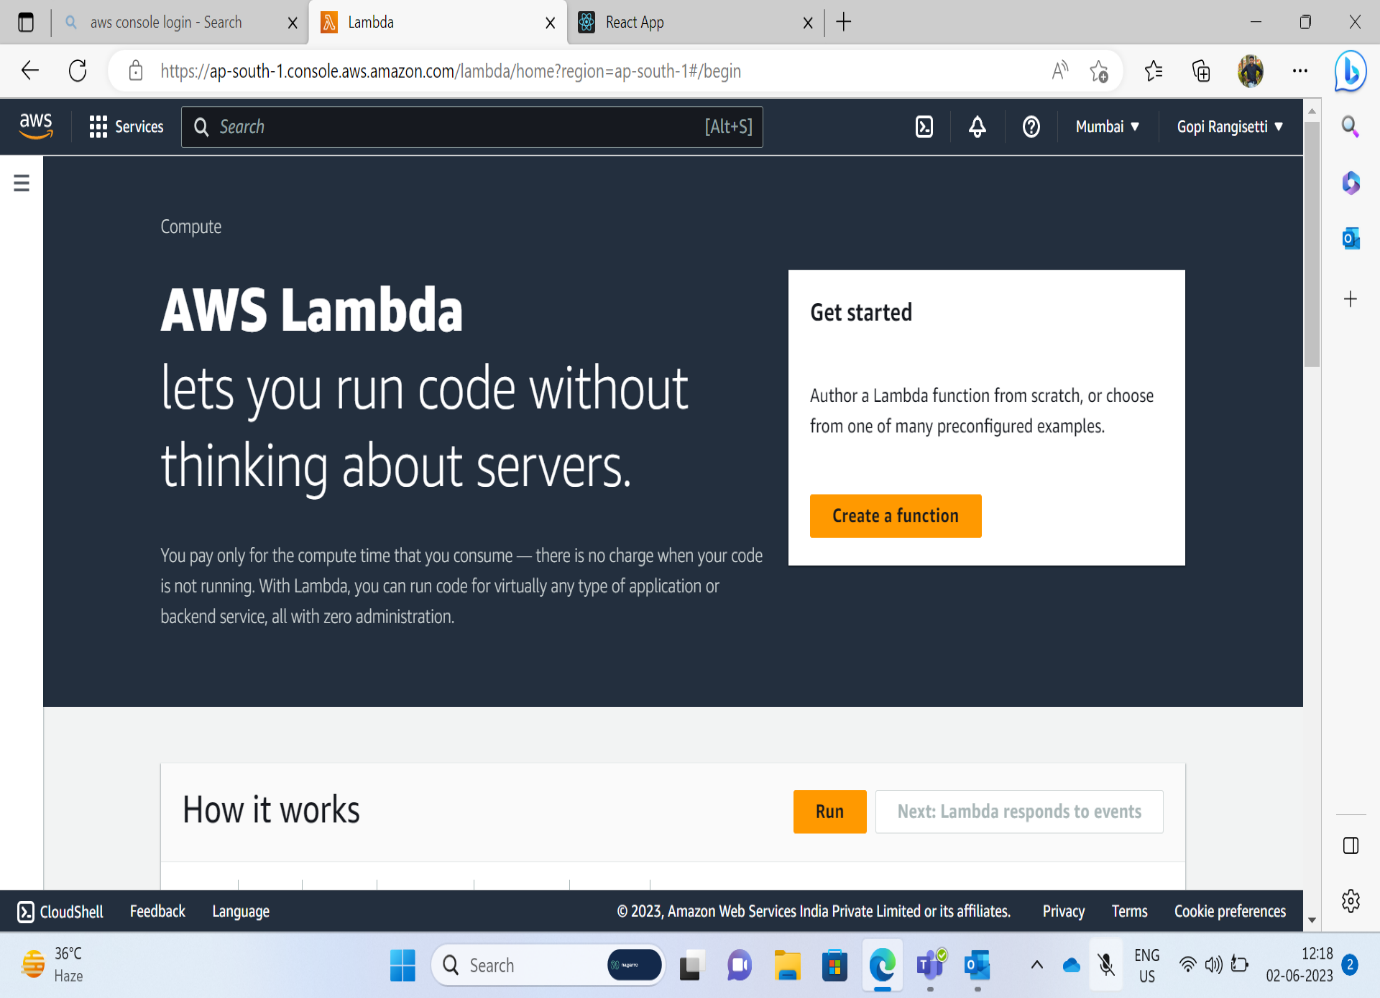 aws console login - Search
Lambda
React App
https://ap-south-1.console.aws.amazon.com/lambda/home?region=ap-south-1#/begin
aws
Services
Search
[Alt+S]
Mumbai
Gopi Rangisetti
Compute
AWS Lambda
lets you run code without
thinking about servers.
You pay only for the compute time that you consume — there is no charge when your code
is not running. With Lambda, you can run code for virtually any type of application or
backend service, all with zero administration.
Get started
Author a Lambda function from scratch, or choose
from one of many preconfigured examples.
Create a function
How it works
Run
Next: Lambda responds to events
CloudShell
Feedback
Language
© 2023, Amazon Web Services India Private Limited or its affiliates.
Privacy
Terms
Cookie preferences
36°C
Haze
Search
ENG
US
12:18
02-06-2023
2